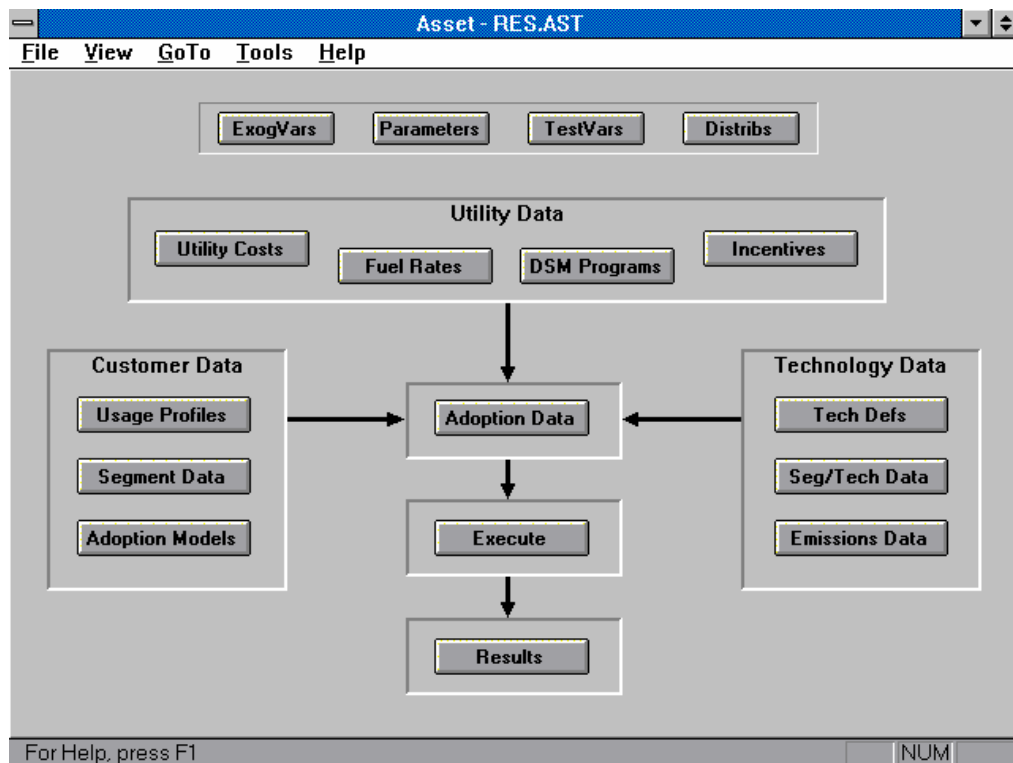 Asset - RES.AST
File View GoTo Tools Help
ExogVars Parameters TestVars Distribs
Utility Data
Utility Costs Fuel Rates DSM Programs Incentives
Customer Data
Usage Profiles
Segment Data
Adoption Models
Adoption Data
Execute
Results
Technology Data
Tech Defs
Seg/Tech Data
Emissions Data
For Help, press F1 NUM